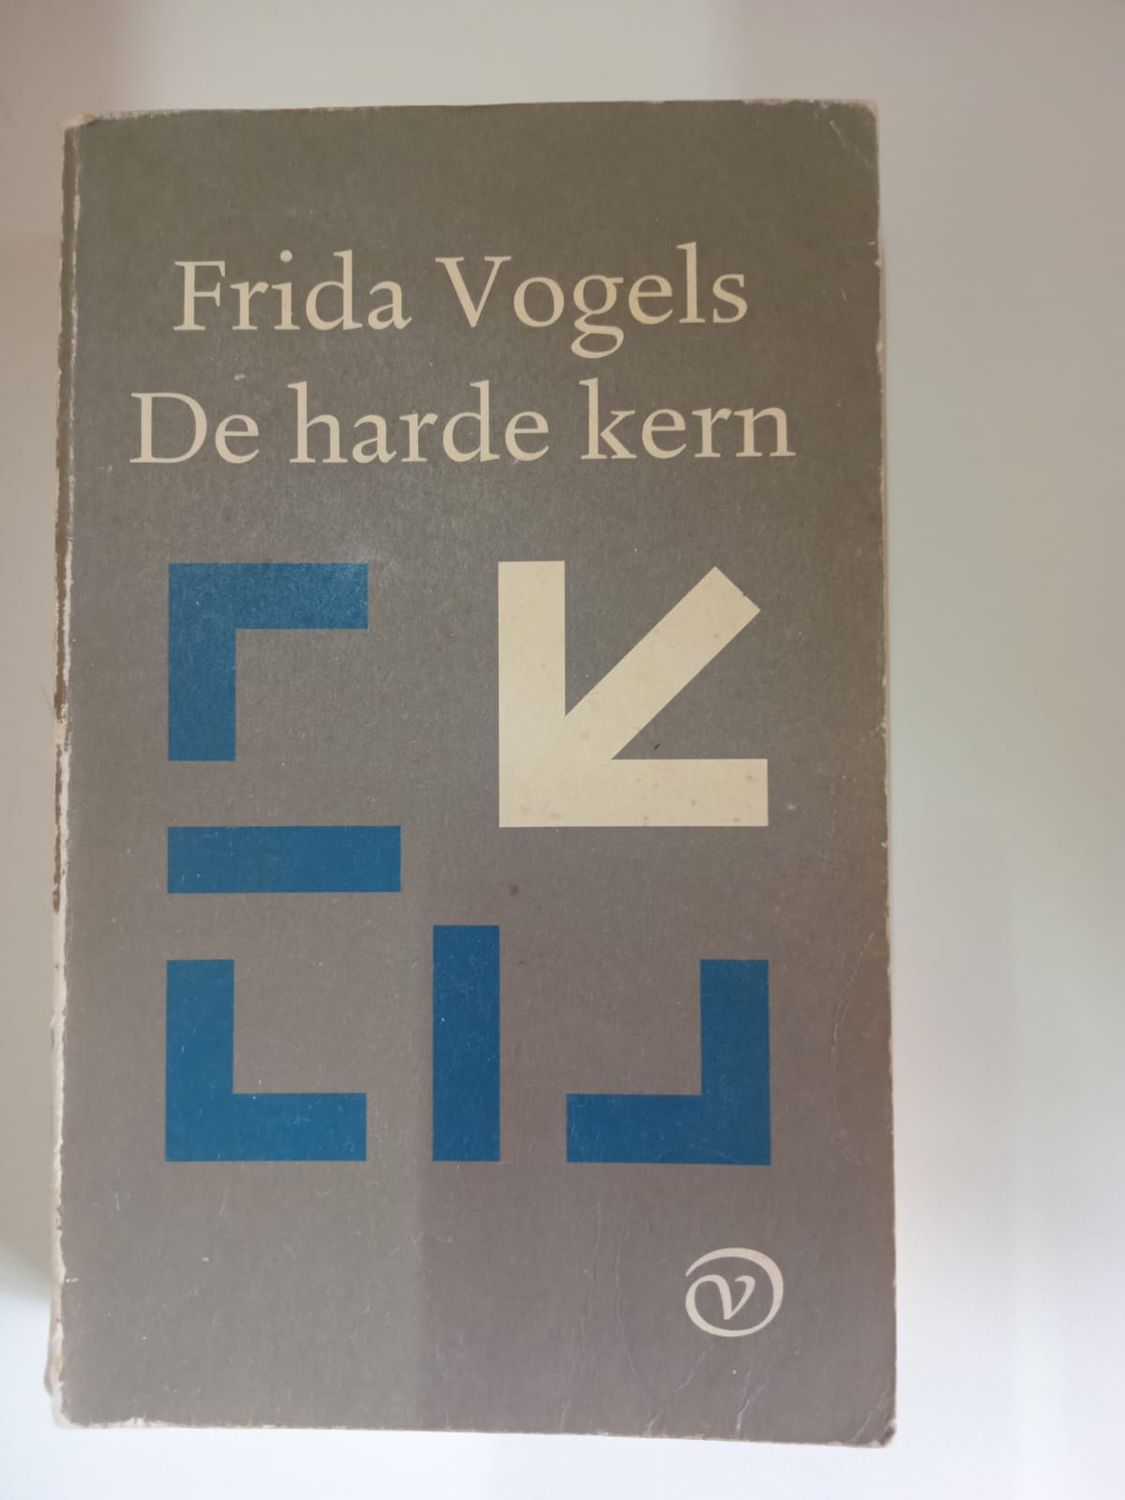 Frida Vogels
De harde kern
v